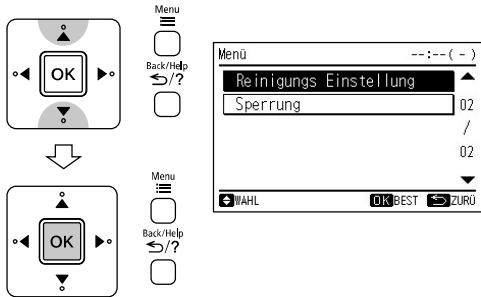 Menu
OK
Back/Help
/?
Menu
Back/Help
/?
OK
Menü --:--( - )
Reinigungs Einstellung
Sperrung
02
/
02
WAHL OK BEST ZURÜ